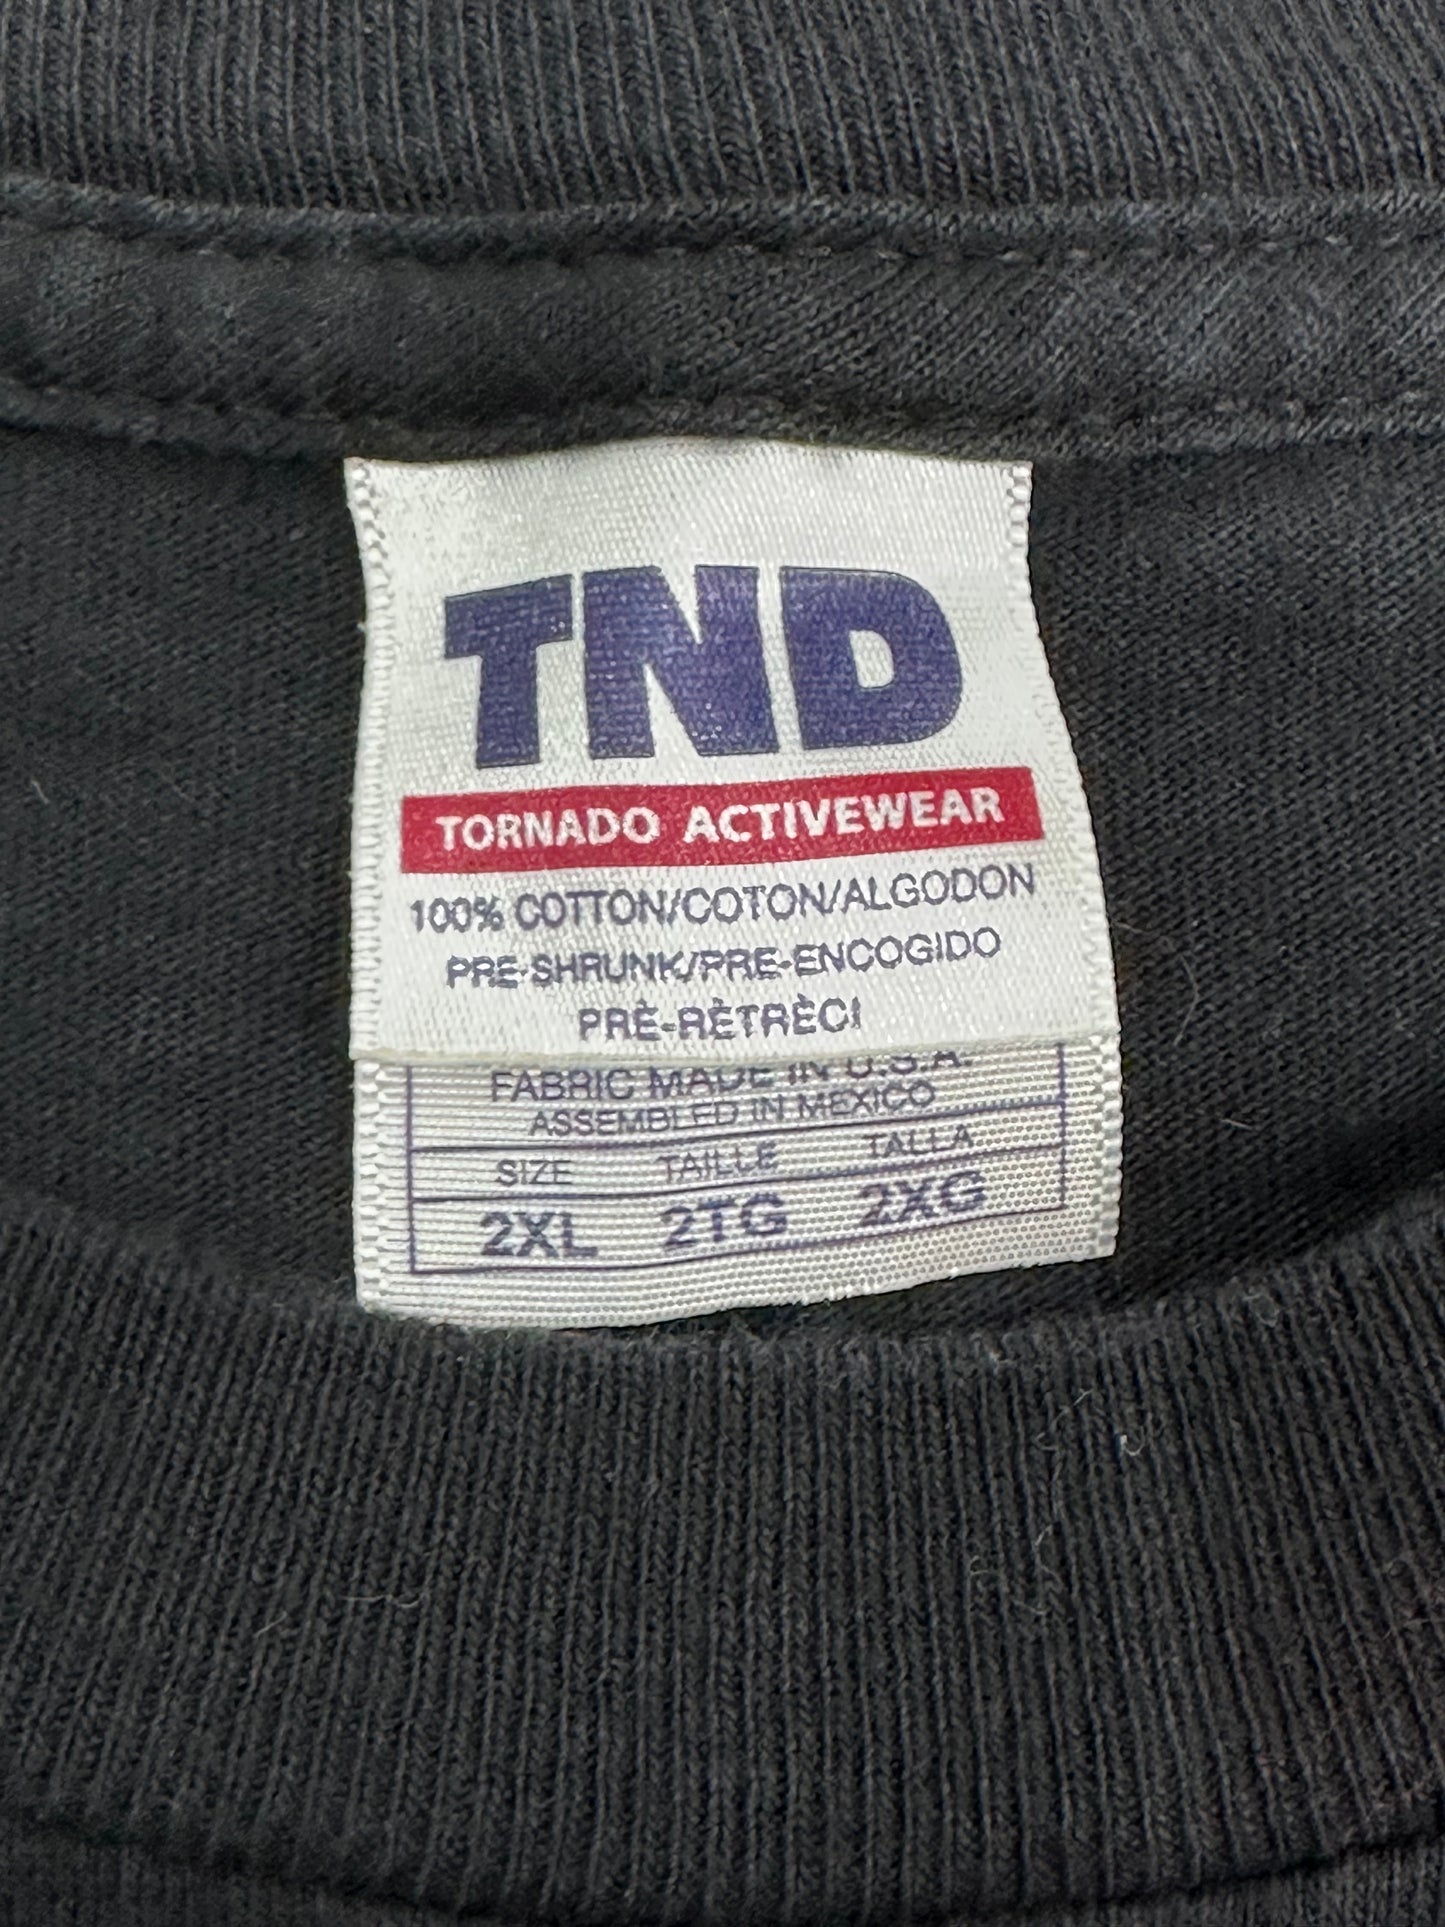 TND
TORNADO ACTIVEWEAR
100% COTTON/COTON/ALGODON
PRE-SHRUNK/PRE-ENCOGIDO
PRÈ-RÈTRÈCI
FABRIC MADE IN U.S.A.
ASSEMBLED IN MEXICO
SIZE TAILLE TALLA
2XL 2TG 2XG